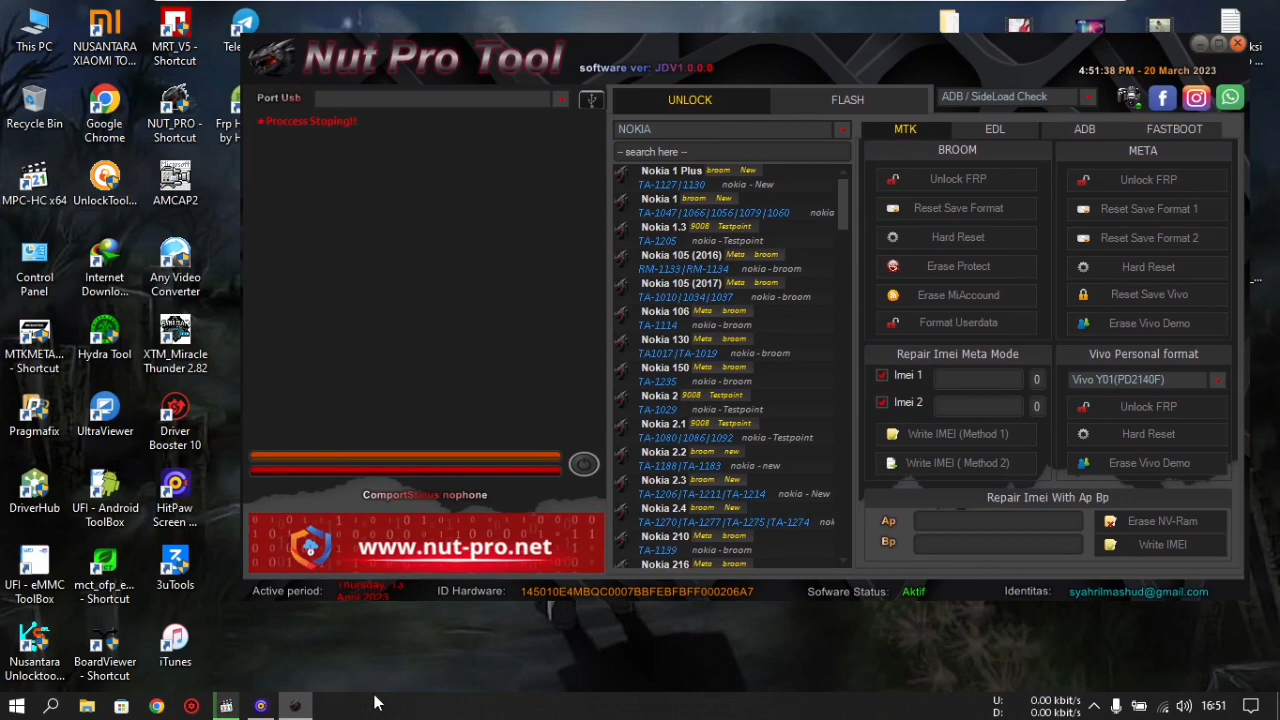 This PC
NUSANTARA
XIAOMI TO...
MRT_V5 -
Shortcut
Tele
Recycle Bin
Google
Chrome
NUT_PRO -
Shortcut
Frp H
by H
MPC-HC x64
UnlockTool...
Microsoft
AMCAP2
Control
Panel
Internet
Downlo...
Any Video
Converter
MTKMETA...
- Shortcut
Hydra Tool
XTM_Miracle
Thunder 2.82
Pragmafix
UltraViewer
Driver
Booster 10
DriverHub
UFI - Android
ToolBox
HitPaw
Screen ...
UFI - eMMC
ToolBox
mct_ofp_e...
- Shortcut
3uTools
Nusantara
Unlocktoo...
BoardViewer
- Shortcut
iTunes
Nut Pro Tool
software ver: JDV1.0.0.0
4:51:38 PM - 20 March 2023
Port Usb
★Proccess Stoping!!
ComportStatus nophone
www.nut-pro.net
UNLOCK
FLASH
ADB / SideLoad Check
NOKIA
-- search here --
Nokia 1 Plus broom New
TA-1127|1130 nokia - New
Nokia 1 broom New
TA-1047|1066|1056|1079|1060 nokia
Nokia 1.3 9008 Testpoint
TA-1205 nokia - Testpoint
Nokia 105 (2016) Meta broom
RM-1133|RM-1134 nokia - broom
Nokia 105 (2017) Meta broom
TA-1010|1034|1037 nokia - broom
Nokia 106 Meta broom
TA-1114 nokia - broom
Nokia 130 Meta broom
TA1017|TA-1019 nokia - broom
Nokia 150 Meta broom
TA-1235 nokia - broom
Nokia 2 9008 Testpoint
TA-1029 nokia - Testpoint
Nokia 2.1 9008 Testpoint
TA-1080|1086|1092 nokia - Testpoint
Nokia 2.2 broom new
TA-1188|TA-1183 nokia - new
Nokia 2.3 broom New
TA-1206|TA-1211|TA-1214 nokia - New
Nokia 2.4 broom New
TA-1270|TA-1277|TA-1275|TA-1274 nok
Nokia 210 Meta broom
TA-1139 nokia - broom
Nokia 216 Meta broom
MTK
EDL
ADB
FASTBOOT
BROOM
Unlock FRP
Reset Save Format
Hard Reset
Erase Protect
Erase MiAccound
Format Userdata
META
Unlock FRP
Reset Save Format 1
Reset Save Format 2
Hard Reset
Reset Save Vivo
Erase Vivo Demo
Repair Imei Meta Mode
Imei 1 0
Imei 2 0
Write IMEI (Method 1)
Write IMEI ( Method 2)
Vivo Personal format
Vivo Y01(PD2140F)
Unlock FRP
Hard Reset
Erase Vivo Demo
Repair Imei With Ap Bp
Ap
Bp
Erase NV-Ram
Write IMEI
Active period:
Thursday, 13
April 2023
ID Hardware: 145010E4MBQC0007BBFEBFBFF000206A7
Sofware Status: Aktif
Identitas: syahrilmashud@gmail.com
U: 0.00 kbit/s
D: 0.00 kbit/s
16:51